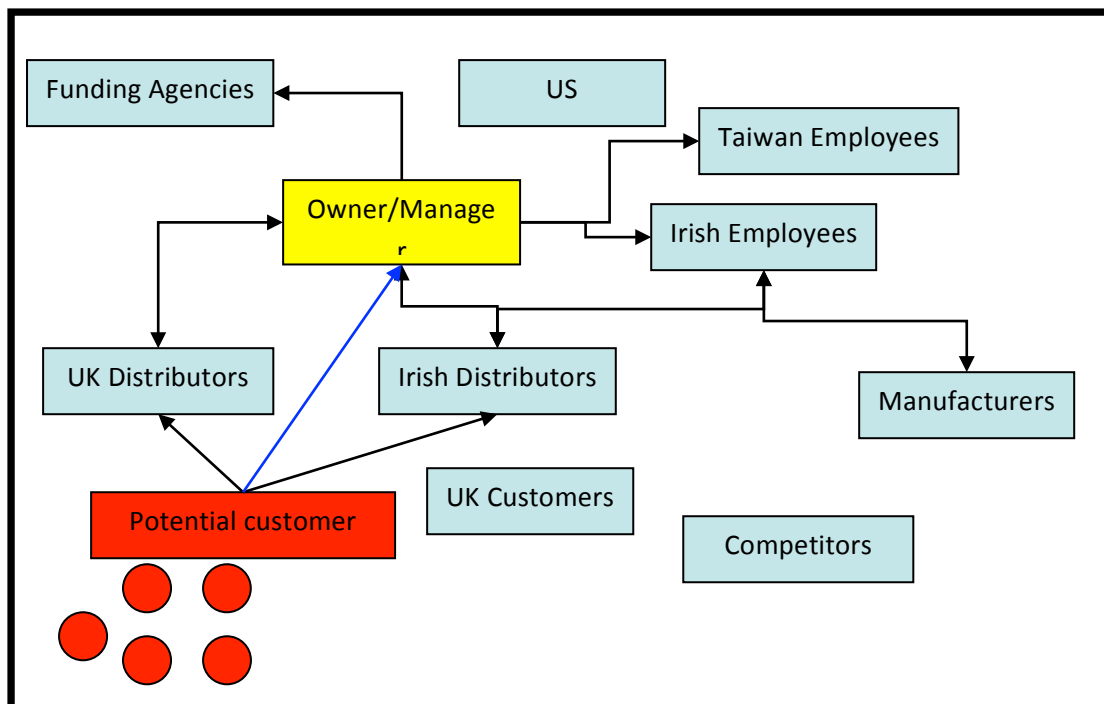 Funding Agencies
US
Taiwan Employees
Owner/Manage
r
Irish Employees
UK Distributors
Irish Distributors
Manufacturers
UK Customers
Potential customer
Competitors